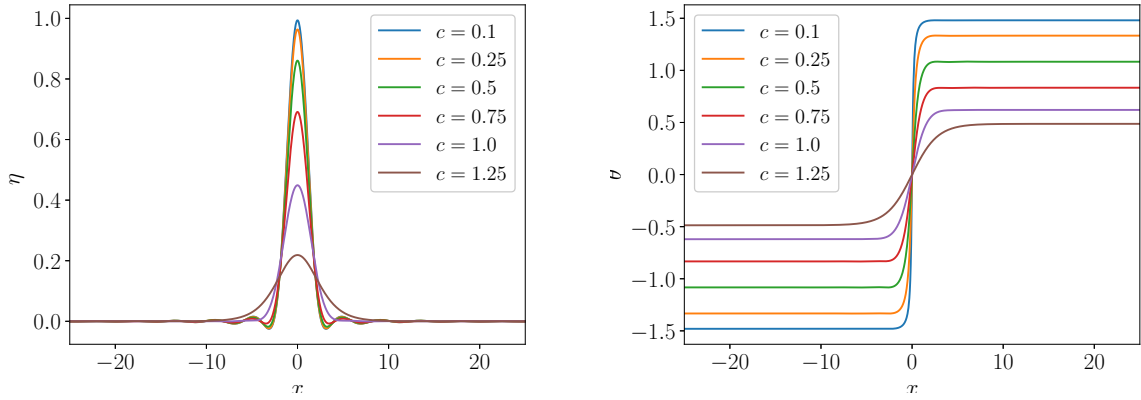 1.0
0.8
0.6
0.4
0.2
0.0
η
−20
−10
0
10
20
x
c = 0.1
c = 0.25
c = 0.5
c = 0.75
c = 1.0
c = 1.25
1.5
1.0
0.5
0.0
−0.5
−1.0
−1.5
θ
−20
−10
0
10
20
x
c = 0.1
c = 0.25
c = 0.5
c = 0.75
c = 1.0
c = 1.25